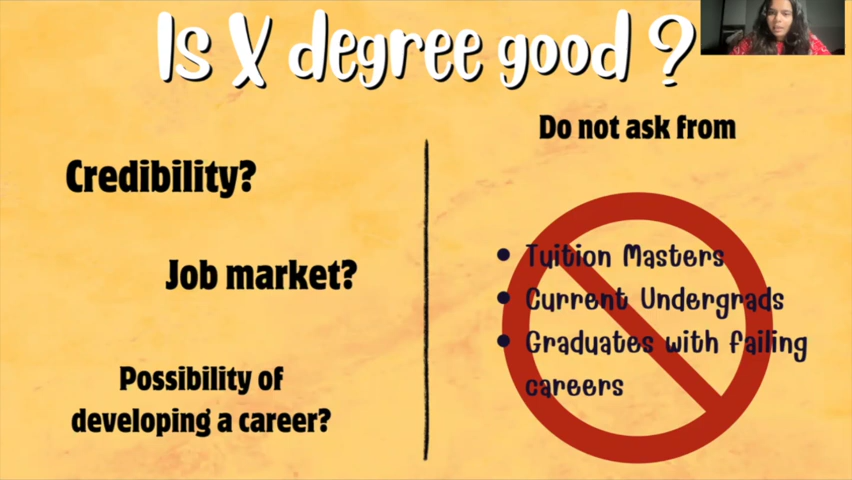 Is X degree good ?
Credibility?
Job market?
Possibility of
developing a career?
Do not ask from
• Tuition Masters
• Current Undergrads
• Graduates with failing
careers